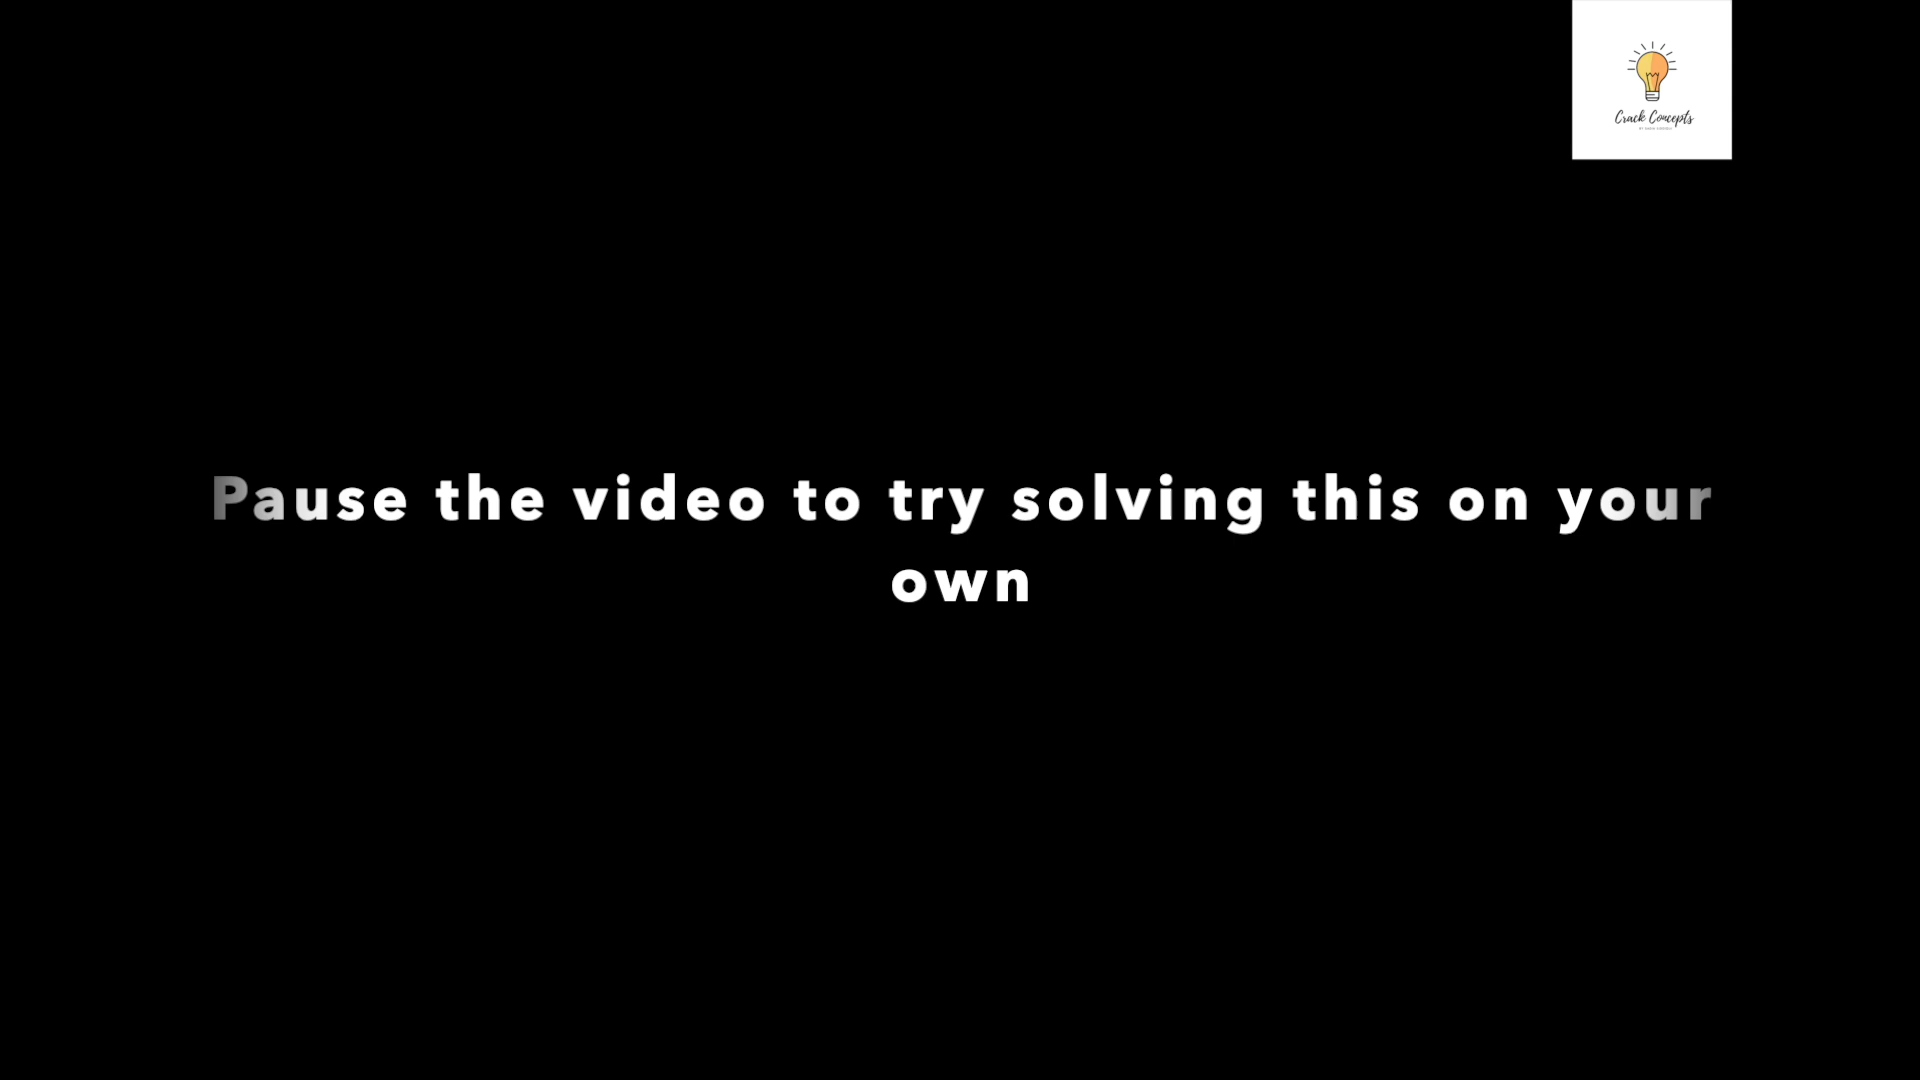 Crack Concepts
Pause the video to try solving this on your
own